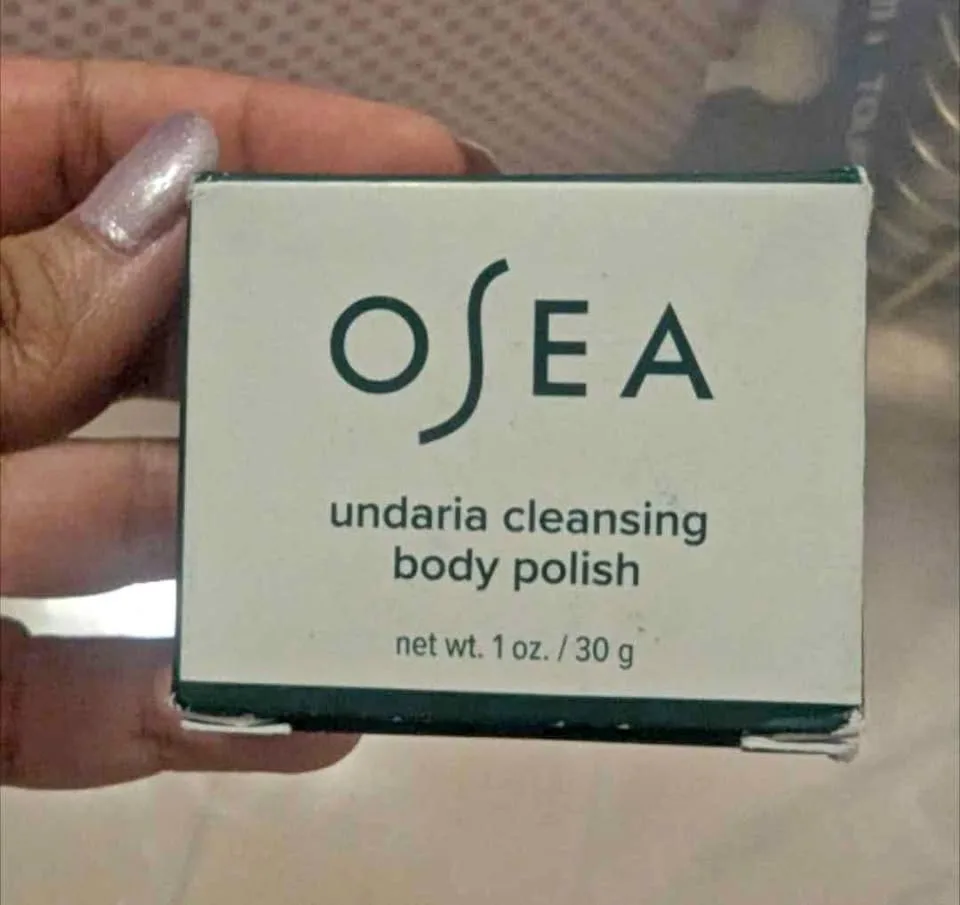 OSEA
undaria cleansing
body polish
net wt. 1 oz. / 30 g